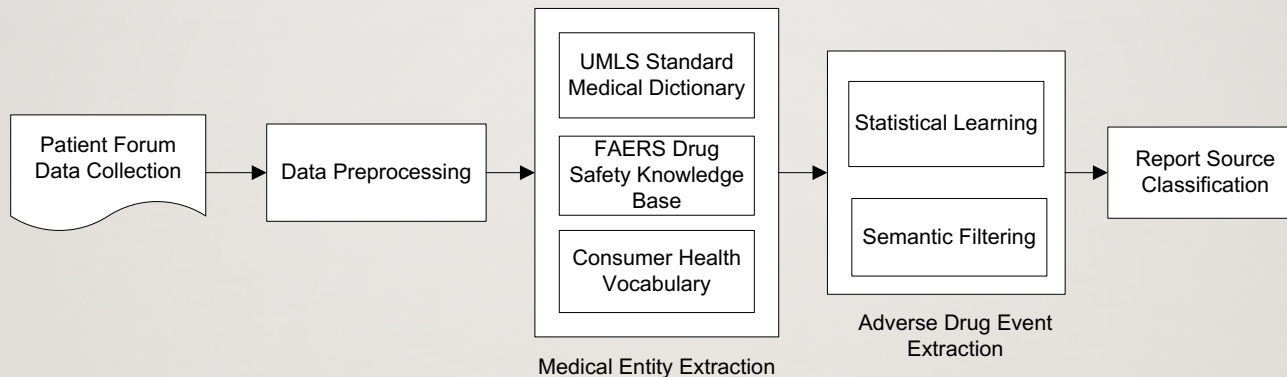 Patient Forum
Data Collection
Data Preprocessing
UMLS Standard
Medical Dictionary
FAERS Drug
Safety Knowledge
Base
Consumer Health
Vocabulary
Medical Entity Extraction
Statistical Learning
Semantic Filtering
Adverse Drug Event
Extraction
Report Source
Classification